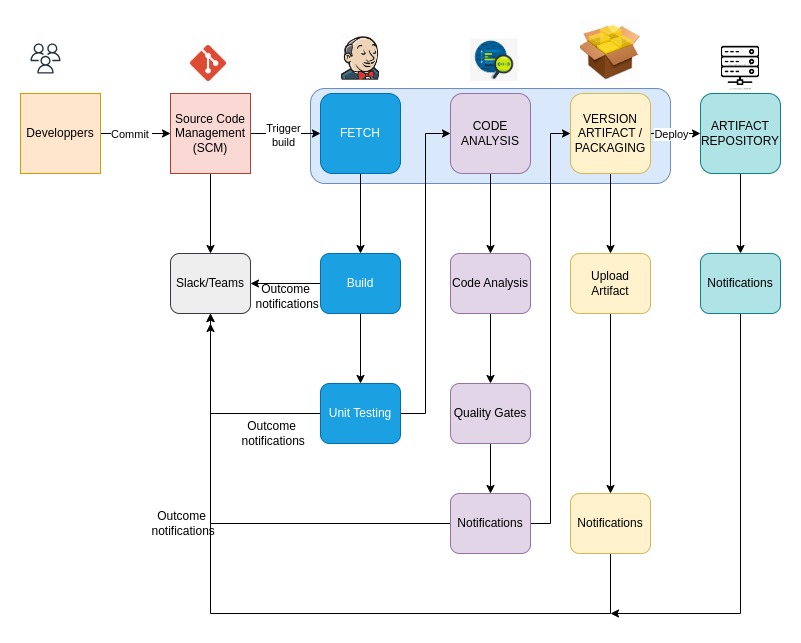 Developpers
Commit
Source Code
Management
(SCM)
Trigger
build
FETCH
CODE
ANALYSIS
VERSION
ARTIFACT /
PACKAGING
Deploy
ARTIFACT
REPOSITORY
Slack/Teams
Outcome
notifications
Build
Code Analysis
Upload
Artifact
Notifications
Outcome
notifications
Unit Testing
Quality Gates
Outcome
notifications
Notifications
Notifications